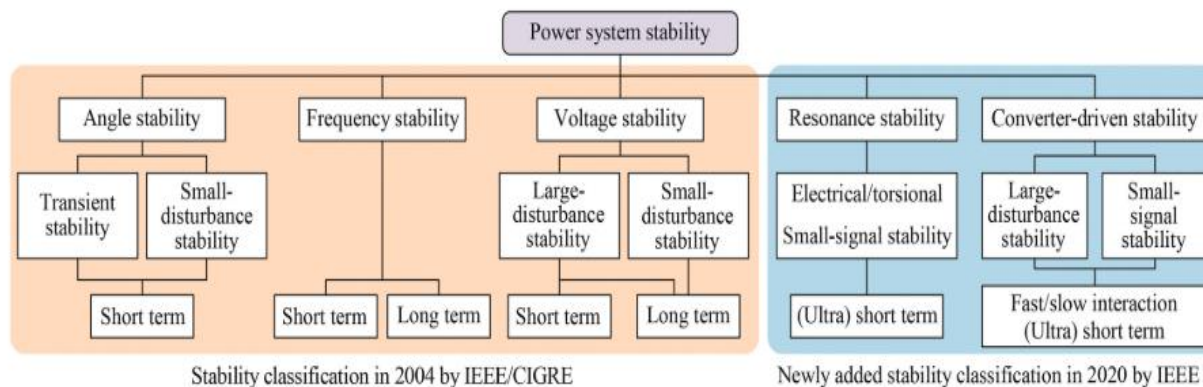 Power system stability
Angle stability
Frequency stability
Voltage stability
Resonance stability
Converter-driven stability
Transient
stability
Small-
disturbance
stability
Large-
disturbance
stability
Small-
disturbance
stability
Electrical/torsional
Small-signal stability
Large-
disturbance
stability
Small-
signal
stability
Short term
Short term
Long term
Short term
Long term
(Ultra) short term
Fast/slow interaction
(Ultra) short term
Stability classification in 2004 by IEEE/CIGRE
Newly added stability classification in 2020 by IEEE